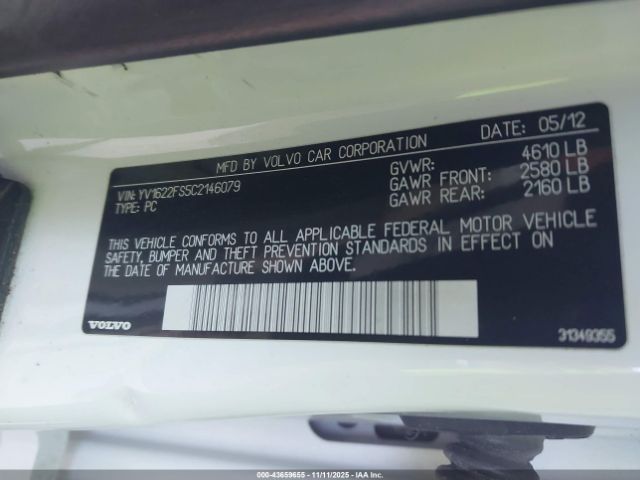 MFD BY VOLVO CAR CORPORATION DATE: 05/12
VIN: YV1622FS5C2146079
TYPE: PC
GVWR: 4610 LB
GAWR FRONT: 2580 LB
GAWR REAR: 2160 LB
THIS VEHICLE CONFORMS TO ALL APPLICABLE FEDERAL MOTOR VEHICLE
SAFETY, BUMPER AND THEFT PREVENTION STANDARDS IN EFFECT ON
THE DATE OF MANUFACTURE SHOWN ABOVE.
VOLVO 31349355
000-43659655 - 11/11/2025 - IAAI.COM